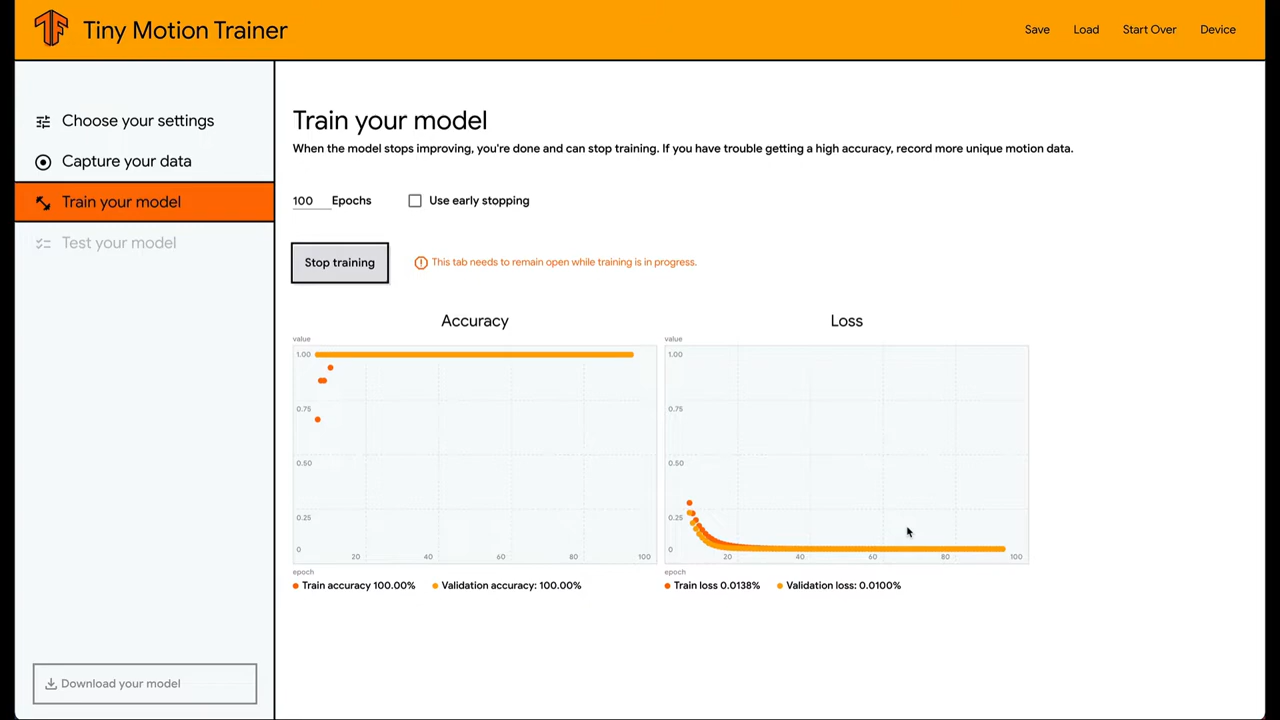 Tiny Motion Trainer
Save Load Start Over Device
Choose your settings
Capture your data
Train your model
Test your model
Download your model
Train your model
When the model stops improving, you're done and can stop training. If you have trouble getting a high accuracy, record more unique motion data.
100 Epochs Use early stopping
Stop training
This tab needs to remain open while training is in progress.
Accuracy
value
1.00
0.75
0.50
0.25
0
20 40 60 80 100
epoch
Train accuracy 100.00% Validation accuracy: 100.00%
Loss
value
1.00
0.75
0.50
0.25
0
20 40 60 80 100
epoch
Train loss 0.0138% Validation loss: 0.0100%